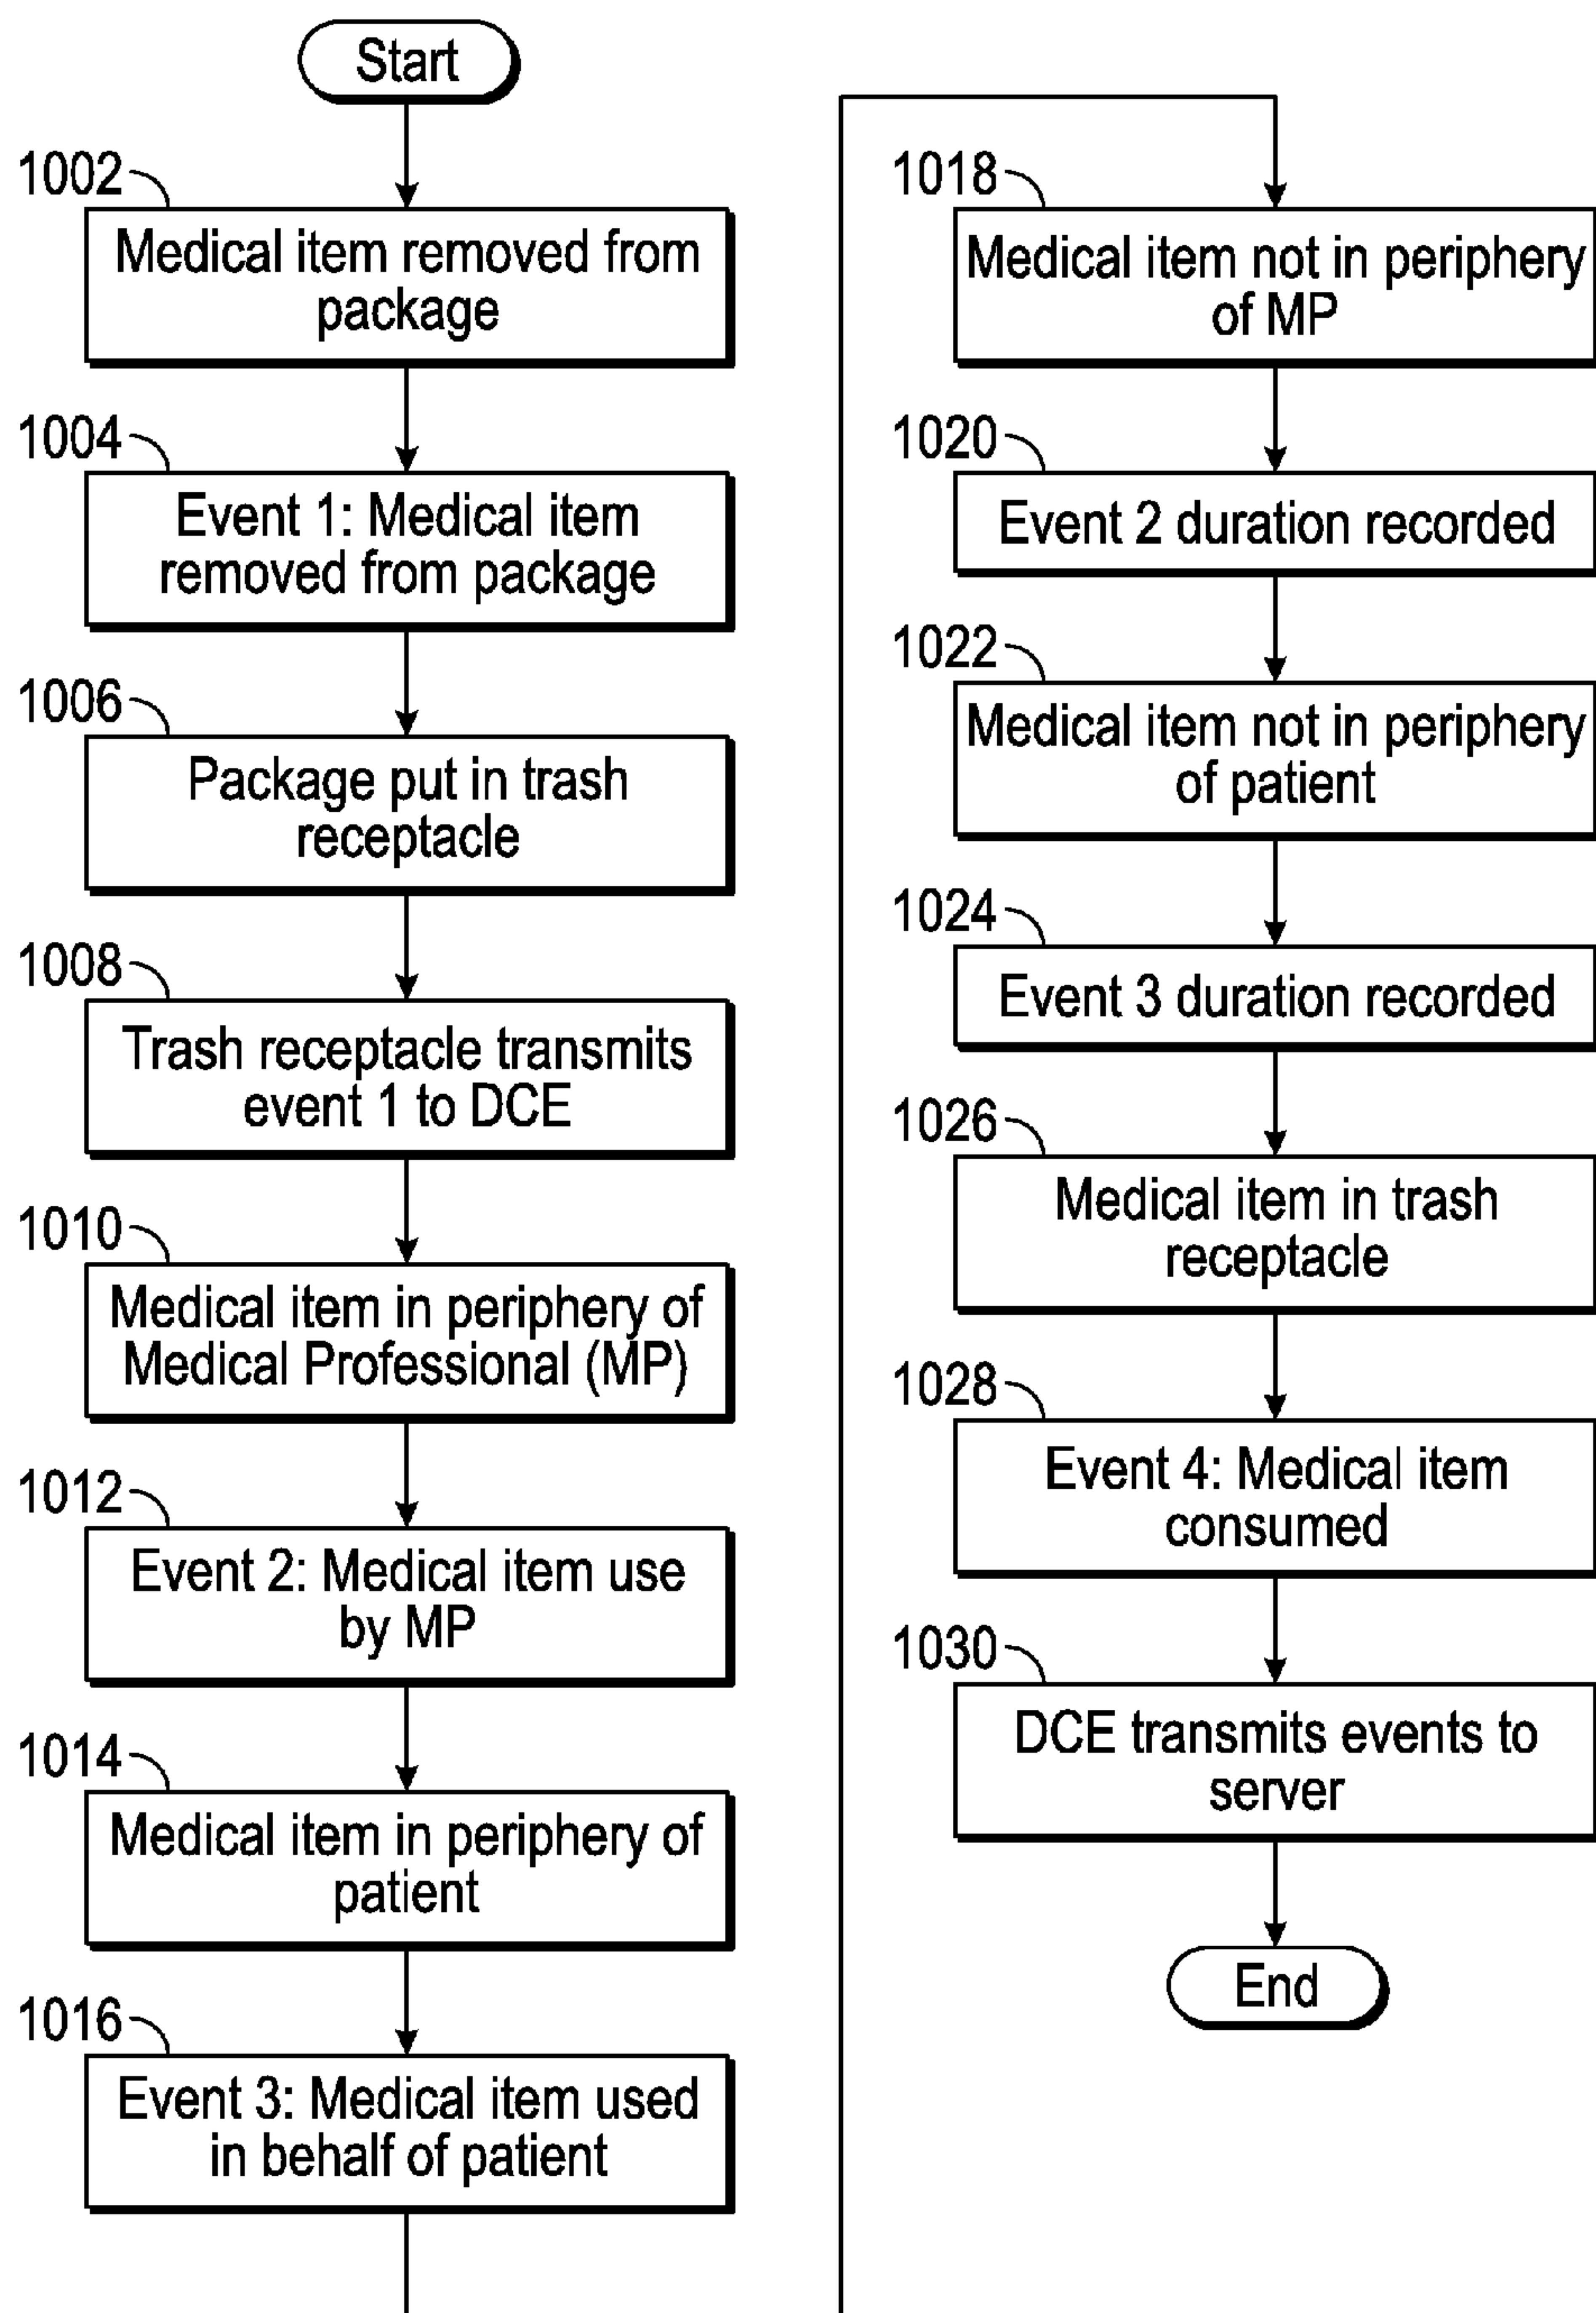 Start
1002
Medical item removed from
package
1004
Event 1: Medical item
removed from package
1006
Package put in trash
receptacle
1008
Trash receptacle transmits
event 1 to DCE
1010
Medical item in periphery of
Medical Professional (MP)
1012
Event 2: Medical item use
by MP
1014
Medical item in periphery of
patient
1016
Event 3: Medical item used
in behalf of patient
1018
Medical item not in periphery
of MP
1020
Event 2 duration recorded
1022
Medical item not in periphery
of patient
1024
Event 3 duration recorded
1026
Medical item in trash
receptacle
1028
Event 4: Medical item
consumed
1030
DCE transmits events to
server
End